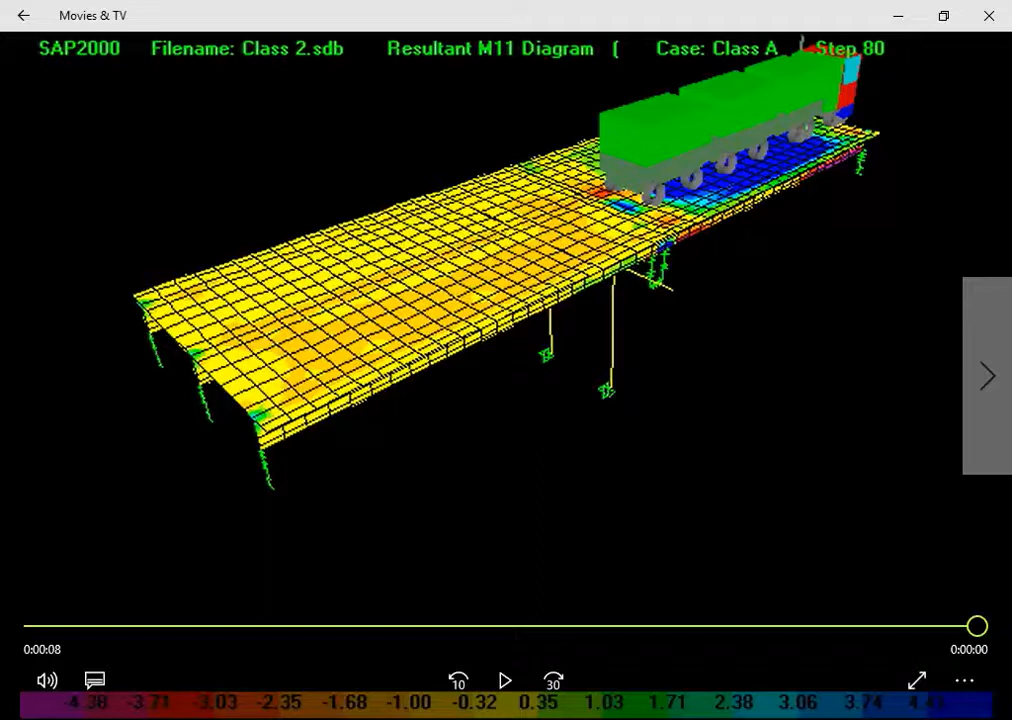 Movies & TV
SAP2000 Filename: Class 2.sdb Resultant M11 Diagram ( Case: Class A Step 80
0:00:08 0:00:00
10 30
-4.38 -3.71 -3.03 -2.35 -1.68 -1.00 -0.32 0.35 1.03 1.71 2.38 3.06 3.74